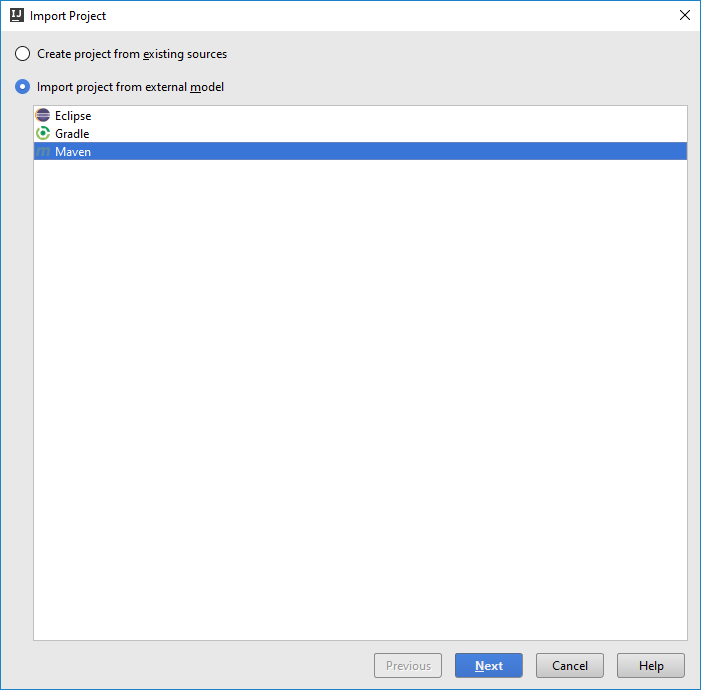 IJ Import Project
Create project from existing sources
Import project from external model
Eclipse
Gradle
m Maven
Previous Next Cancel Help